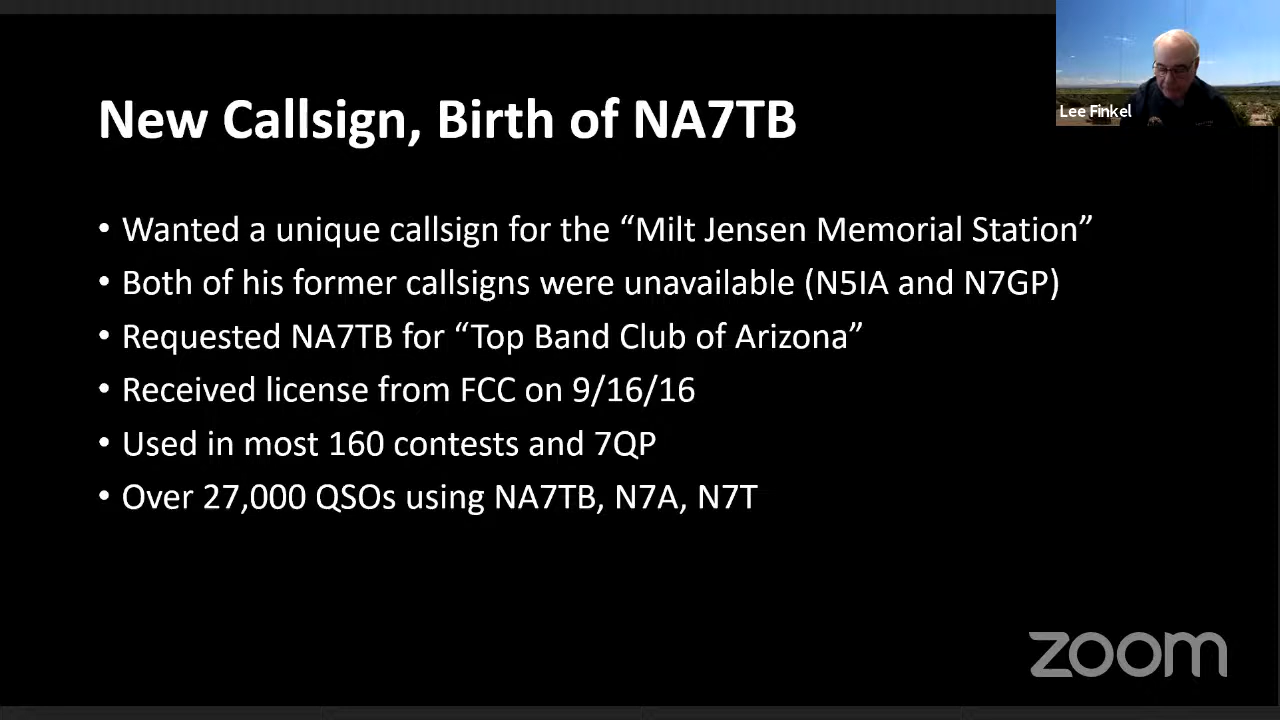 Lee Finkel
New Callsign, Birth of NA7TB
• Wanted a unique callsign for the “Milt Jensen Memorial Station”
• Both of his former callsigns were unavailable (N5IA and N7GP)
• Requested NA7TB for “Top Band Club of Arizona”
• Received license from FCC on 9/16/16
• Used in most 160 contests and 7QP
• Over 27,000 QSOs using NA7TB, N7A, N7T
zoom